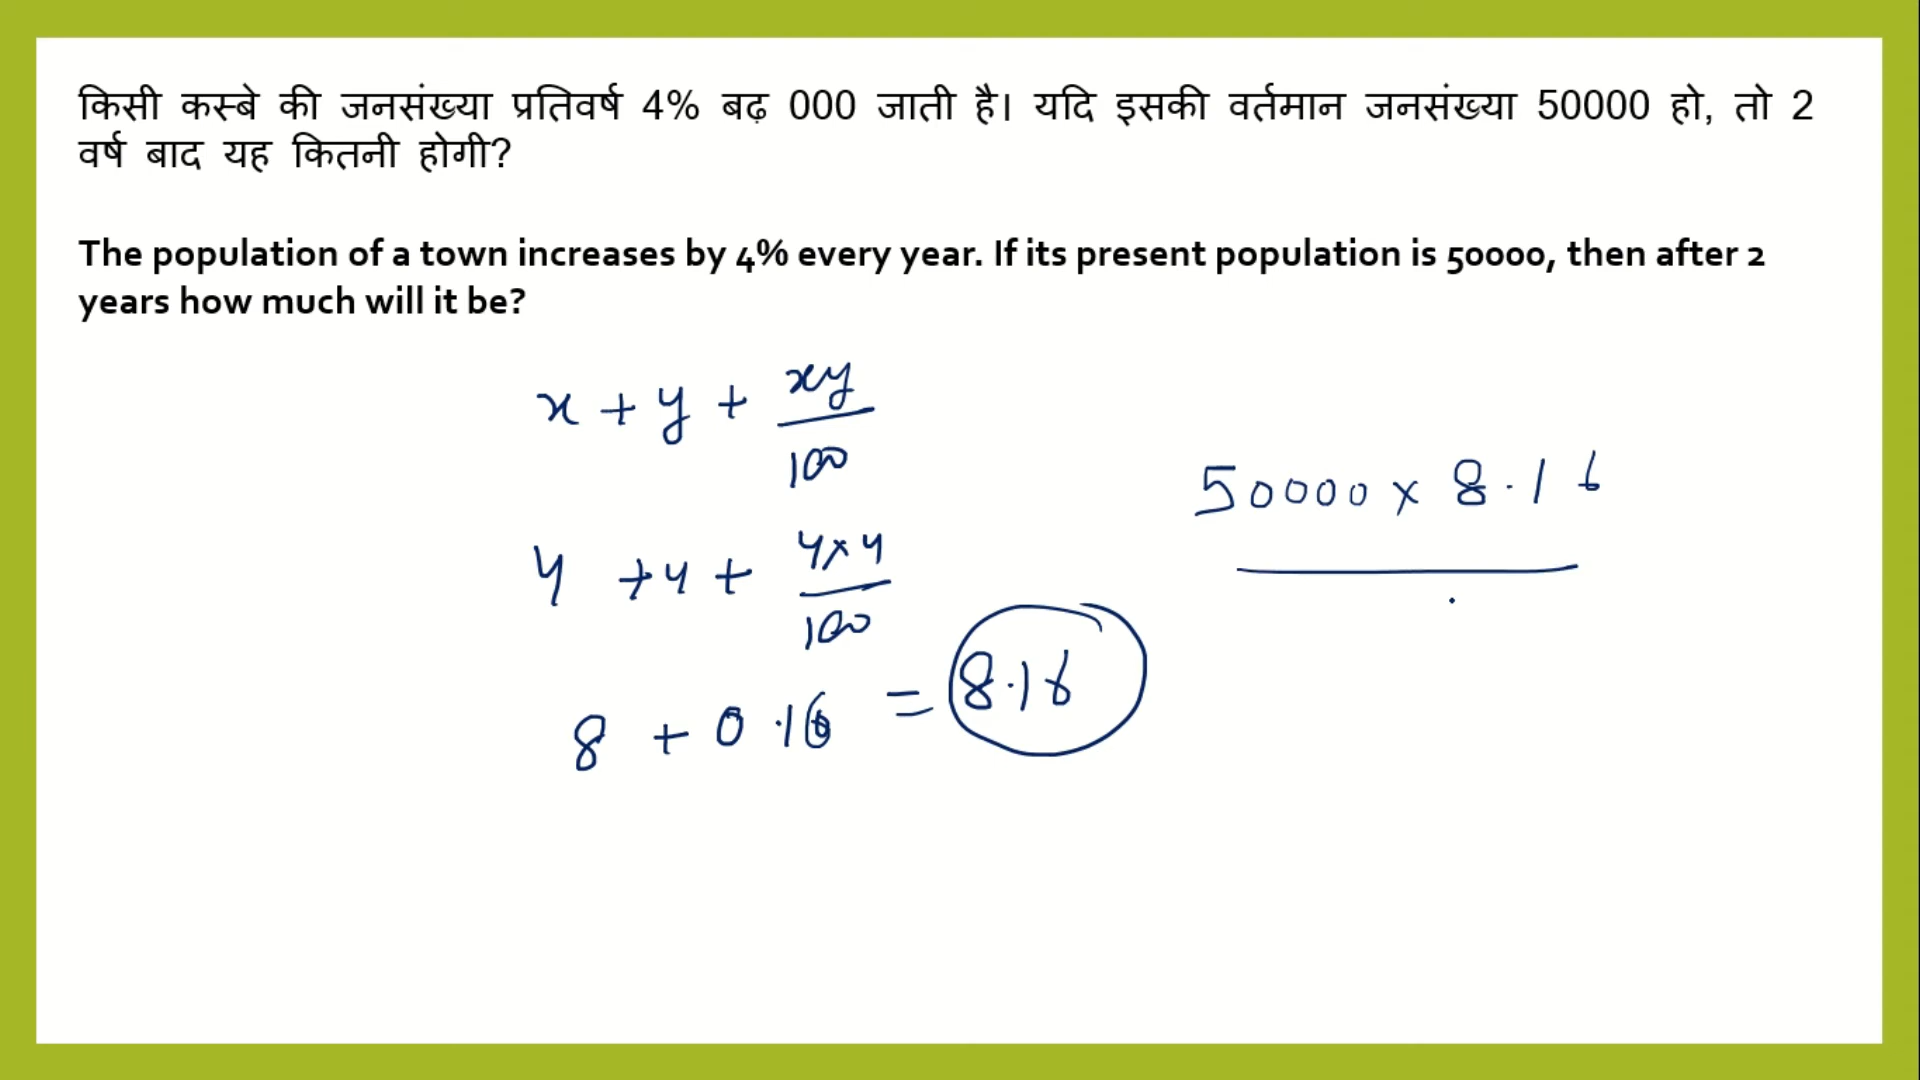 किसी कस्बे की जनसंख्या प्रतिवर्ष 4% बढ़ 000 जाती है। यदि इसकी वर्तमान जनसंख्या 50000 हो, तो 2
वर्ष बाद यह कितनी होगी?
The population of a town increases by 4% every year. If its present population is 50000, then after 2
years how much will it be?
x + y + xy/100
50000 x 8.16
4 + 4 + 4x4/100
8 + 0.16 = 8.16